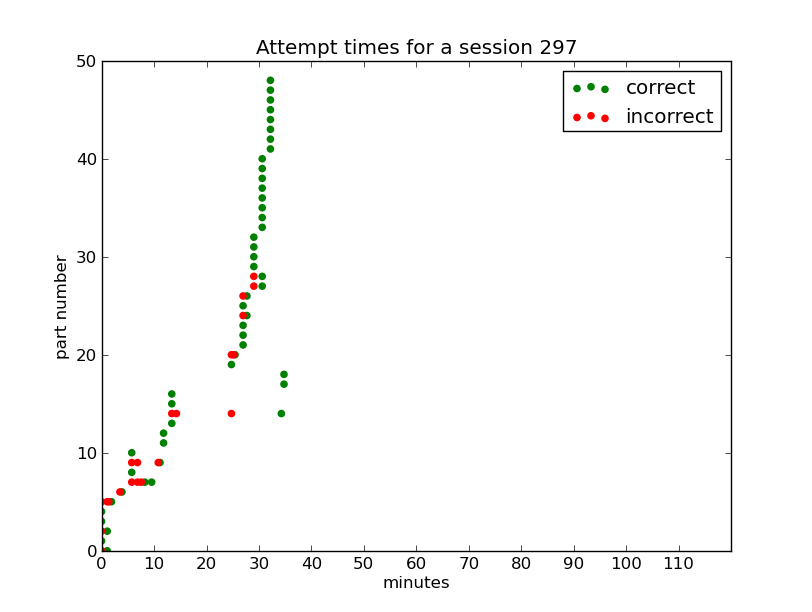 Attempt times for a session 297
50
40
30
20
10
0
part number
correct
incorrect
0 10 20 30 40 50 60 70 80 90 100 110
minutes